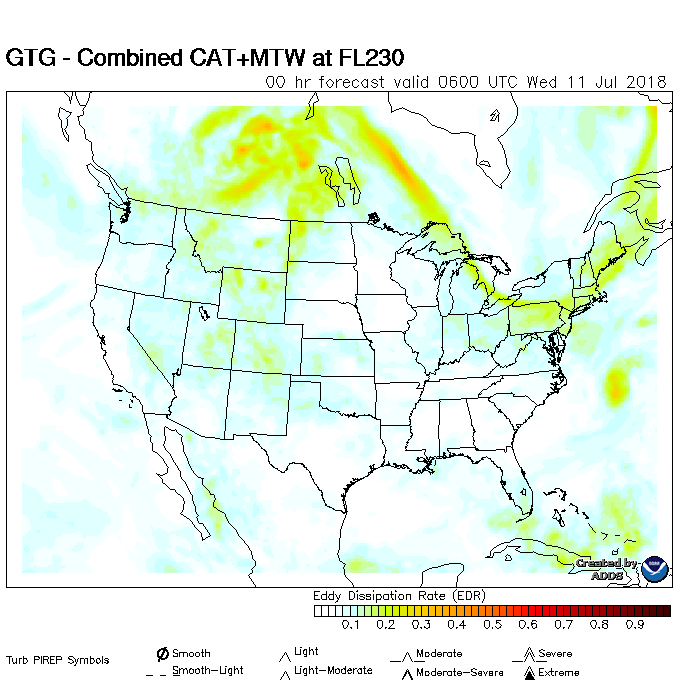 GTG - Combined CAT+MTW at FL230
00 hr forecast valid 0600 UTC Wed 11 Jul 2018
Created by
ADDS
Eddy Dissipation Rate (EDR)
0.1 0.2 0.3 0.4 0.5 0.6 0.7 0.8 0.9
Turb PIREP Symbols
Smooth Light Moderate Severe
Smooth-Light Light-Moderate Moderate-Severe Extreme